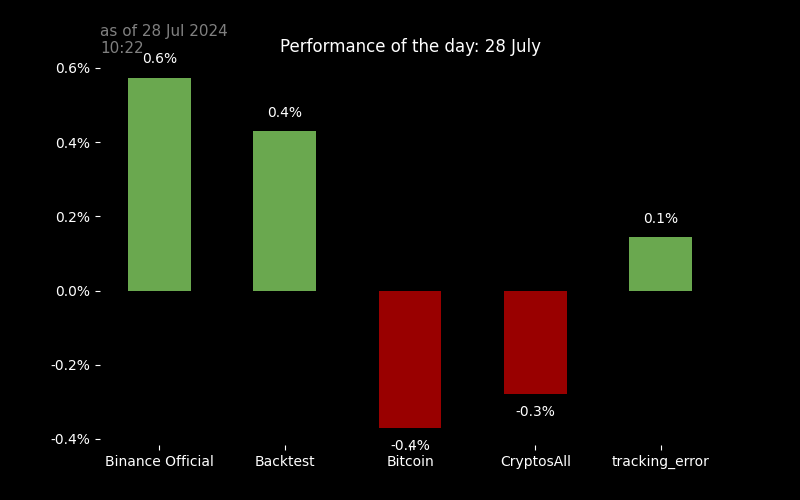 as of 28 Jul 2024
10:22
Performance of the day: 28 July
0.6%
0.4%
0.2%
0.0%
-0.2%
-0.4%
0.6%
0.4%
-0.4%
-0.3%
0.1%
Binance Official
Backtest
Bitcoin
CryptosAll
tracking_error